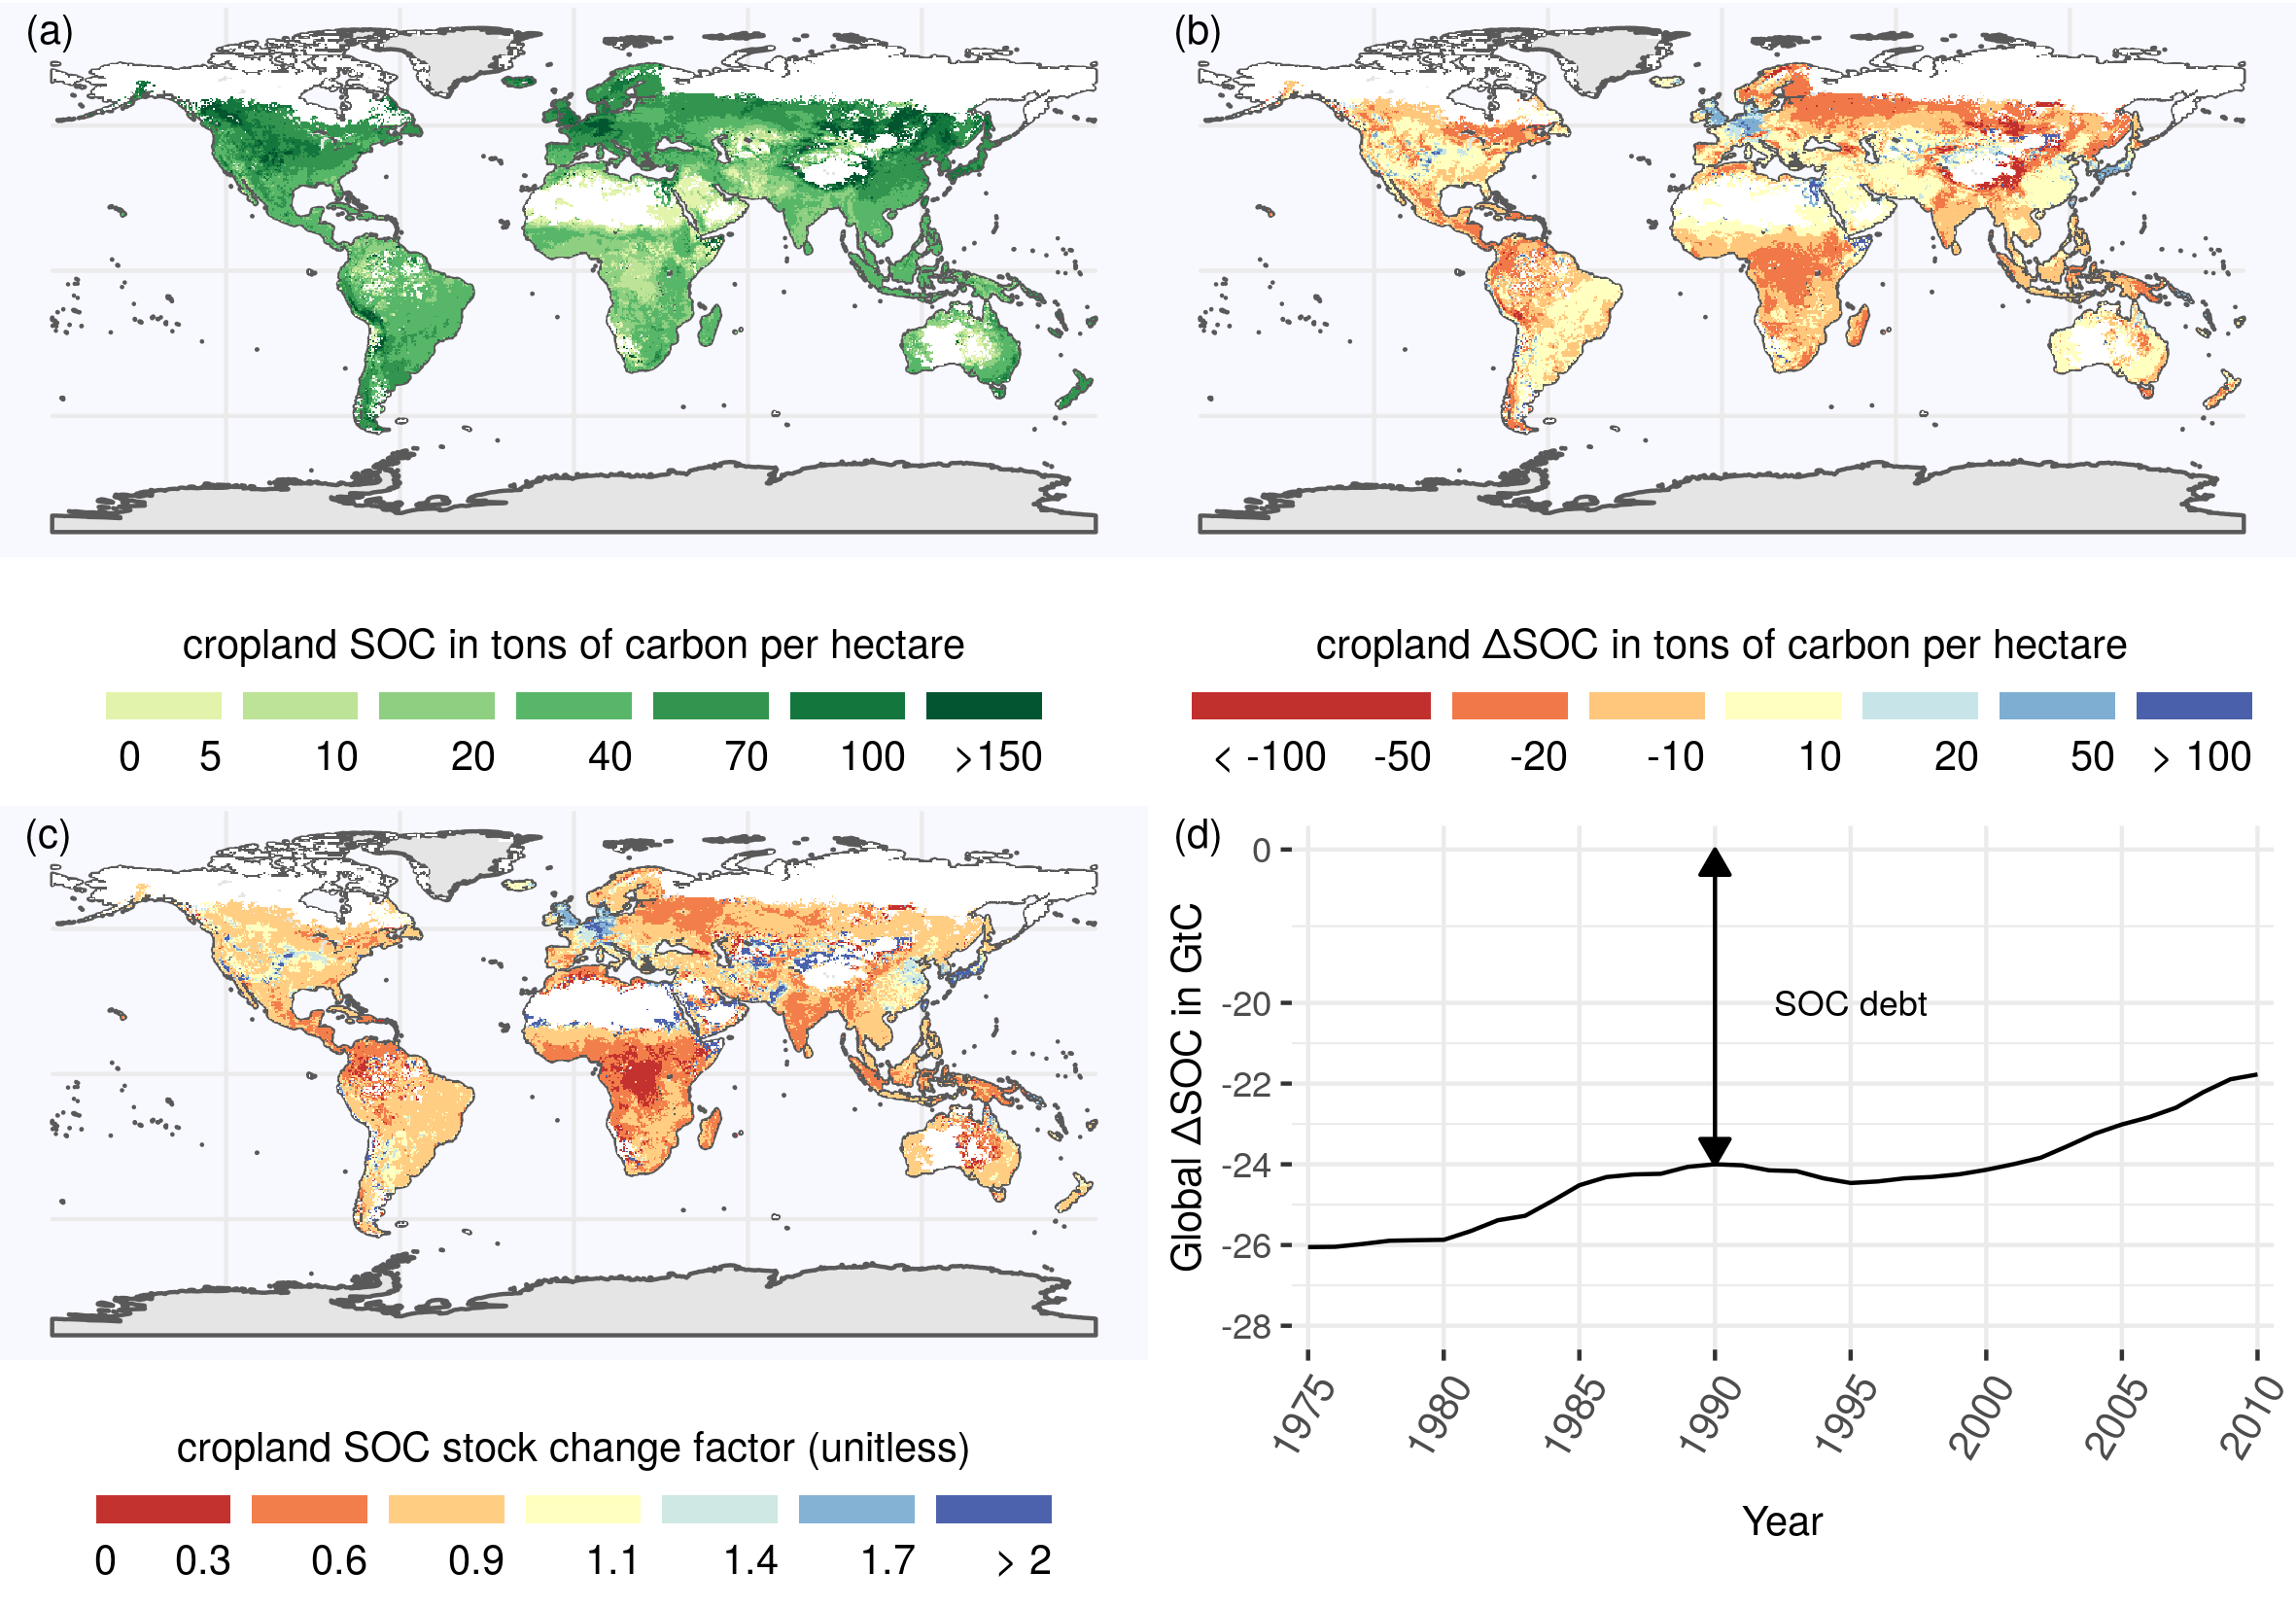 (a)
(b)
cropland SOC in tons of carbon per hectare
0 5 10 20 40 70 100 >150
cropland ΔSOC in tons of carbon per hectare
< -100 -50 -20 -10 10 20 50 > 100
(c)
cropland SOC stock change factor (unitless)
0 0.3 0.6 0.9 1.1 1.4 1.7 > 2
(d)
Global ΔSOC in GtC
0
-20
-22
-24
-26
-28
SOC debt
1975 1980 1985 1990 1995 2000 2005 2010
Year